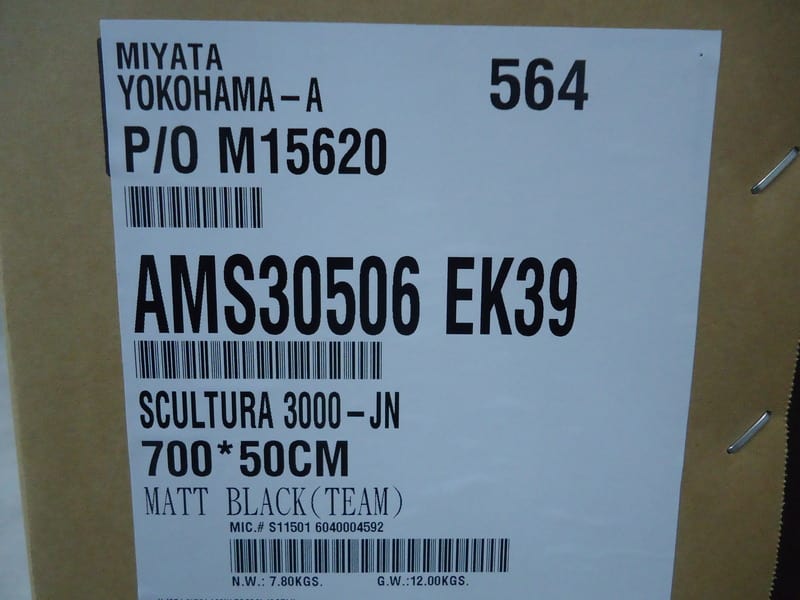 MIYATA
YOKOHAMA-A
564
P/O M15620
AMS30506 EK39
SCULTURA 3000-JN
700*50CM
MATT BLACK(TEAM)
MIC.# S11501 6040004592
N.W.: 7.80KGS. G.W.:12.00KGS.